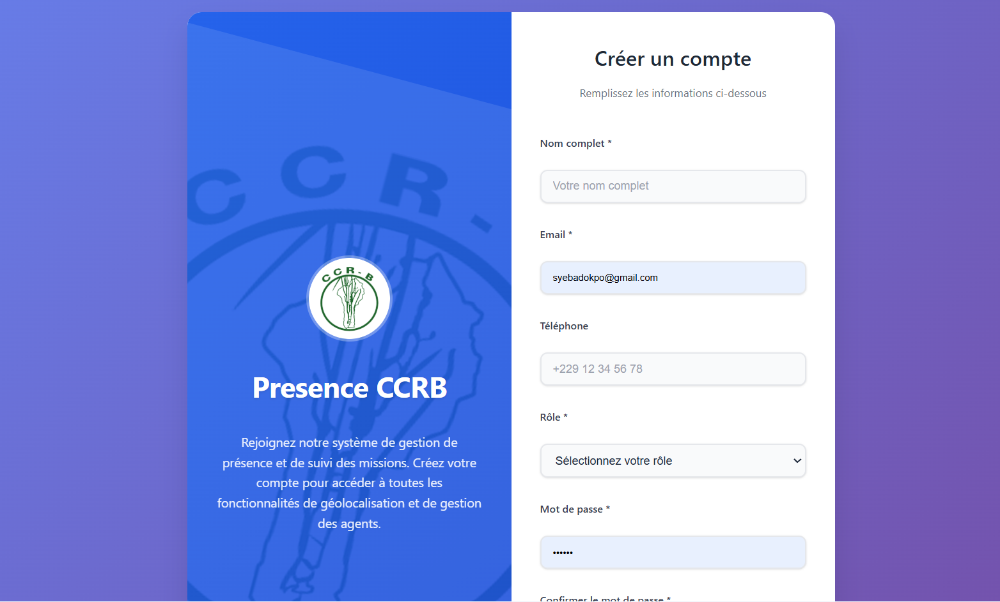 CCR-
CCR-B
Presence CCRB
Rejoignez notre système de gestion de
présence et de suivi des missions. Créez votre
compte pour accéder à toutes les
fonctionnalités de géolocalisation et de gestion
des agents.
Créer un compte
Remplissez les informations ci-dessous
Nom complet *
Votre nom complet
Email *
syebadokpo@gmail.com
Téléphone
+229 12 34 56 78
Rôle *
Sélectionnez votre rôle
Mot de passe *
••••••
Confirmer le mot de passe *